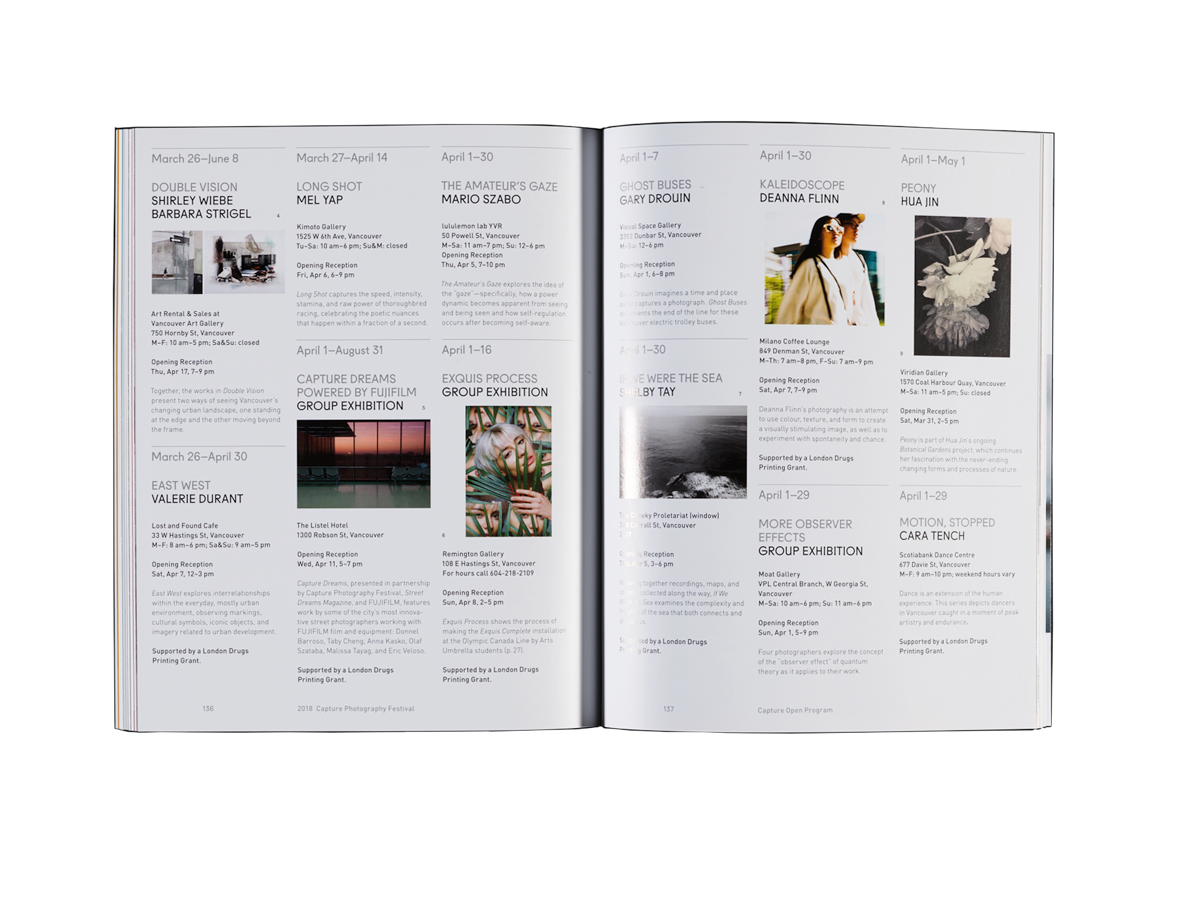 March 26—June 8
DOUBLE VISION
SHIRLEY WIEBE
BARBARA STRIGEL
4
Art Rental & Sales at
Vancouver Art Gallery
750 Hornby St, Vancouver
M–F: 10 am–5 pm; Sa&Su: closed
Opening Reception
Thu, Apr 17, 7–9 pm
Together, the works in Double Vision
present two ways of seeing Vancouver's
changing urban landscape, one standing
at the edge and the other moving beyond
the frame.
March 26—April 30
EAST WEST
VALERIE DURANT
Lost and Found Cafe
33 W Hastings St, Vancouver
M–F: 8 am–6 pm; Sa&Su: 9 am–5 pm
Opening Reception
Sat, Apr 7, 12–3 pm
East West explores interrelationships
within the everyday, mostly urban
environment, observing markings,
cultural symbols, iconic objects, and
imagery related to urban development.
Supported by a London Drugs
Printing Grant.
March 27—April 14
LONG SHOT
MEL YAP
Kimoto Gallery
1525 W 6th Ave, Vancouver
Tu–Sa: 10 am–6 pm; Su&M: closed
Opening Reception
Fri, Apr 6, 6–9 pm
Long Shot captures the speed, intensity,
stamina, and raw power of thoroughbred
racing, celebrating the poetic nuances
that happen within a fraction of a second.
April 1—August 31
CAPTURE DREAMS
POWERED BY FUJIFILM
GROUP EXHIBITION
5
The Listel Hotel
1300 Robson St, Vancouver
Opening Reception
Wed, Apr 11, 5–7 pm
Capture Dreams, presented in partnership
by Capture Photography Festival, Street
Dreams Magazine, and FUJIFILM, features
work by some of the city's most innova-
tive street photographers working with
FUJIFILM film and equipment: Donnel
Barroso, Taby Cheng, Anna Kasko, Olaf
Szataba, Malissa Tayag, and Eric Veloso.
Supported by a London Drugs
Printing Grant.
April 1—30
THE AMATEUR'S GAZE
MARIO SZABO
lululemon lab YVR
50 Powell St, Vancouver
M–Sa: 11 am–7 pm; Su: 12–6 pm
Opening Reception
Thu, Apr 5, 7–10 pm
The Amateur's Gaze explores the idea of
the "gaze"—specifically, how a power
dynamic becomes apparent from seeing
and being seen and how self-regulation
occurs after becoming self-aware.
April 1—16
EXQUIS PROCESS
GROUP EXHIBITION
6
Remington Gallery
108 E Hastings St, Vancouver
For hours call 604-218-2109
Opening Reception
Sun, Apr 8, 2–5 pm
Exquis Process shows the process of
making the Exquis Complete installation
at the Olympic Canada Line by Arts
Umbrella students (p. 27).
Supported by a London Drugs
Printing Grant.
136
2018 Capture Photography Festival
April 1—7
GHOST BUSES
GARY DROUIN
Visual Space Gallery
Dunbar St, Vancouver
M–Sa: 12–6 pm
Opening Reception
Sun, Apr 1, 6–8 pm
Gary Drouin imagines a time and place
captures a photograph. Ghost Buses
the end of the line for these
electric trolley buses.
April 1—30
IF WE WERE THE SEA
SHELBY TAY
7
The Cheeky Proletariat (window)
Carrall St, Vancouver
Opening Reception
5, 3–6 pm
together recordings, maps, and
collected along the way, If We
Sea examines the complexity and
of the sea that both connects and
Supported by a London Drugs
Printing Grant.
April 1—30
KALEIDOSCOPE
DEANNA FLINN
8
Milano Coffee Lounge
849 Denman St, Vancouver
M–Th: 7 am–8 pm, F–Su: 7 am–9 pm
Opening Reception
Sat, Apr 7, 7–9 pm
Deanna Flinn's photography is an attempt
to use colour, texture, and form to create
a visually stimulating image, as well as to
experiment with spontaneity and chance.
Supported by a London Drugs
Printing Grant.
April 1—29
MORE OBSERVER
EFFECTS
GROUP EXHIBITION
Moat Gallery
VPL Central Branch, W Georgia St,
Vancouver
M–Sa: 10 am–6 pm; Su: 11 am–6 pm
Opening Reception
Sun, Apr 1, 5–9 pm
Four photographers explore the concept
of the "observer effect" of quantum
theory as it applies to their work.
April 1—May 1
PEONY
HUA JIN
9
Viridian Gallery
1570 Coal Harbour Quay, Vancouver
M–Sa: 11 am–5 pm; Su: closed
Opening Reception
Sat, Mar 31, 2–5 pm
Peony is part of Hua Jin's ongoing
Botanical Gardens project, which continues
her fascination with the never-ending
changing forms and processes of nature.
April 1—29
MOTION, STOPPED
CARA TENCH
Scotiabank Dance Centre
677 Davie St, Vancouver
M–F: 9 am–10 pm; weekend hours vary
Dance is an extension of the human
experience. This series depicts dancers
in Vancouver caught in a moment of peak
artistry and endurance.
Supported by a London Drugs
Printing Grant.
137
Capture Open Program